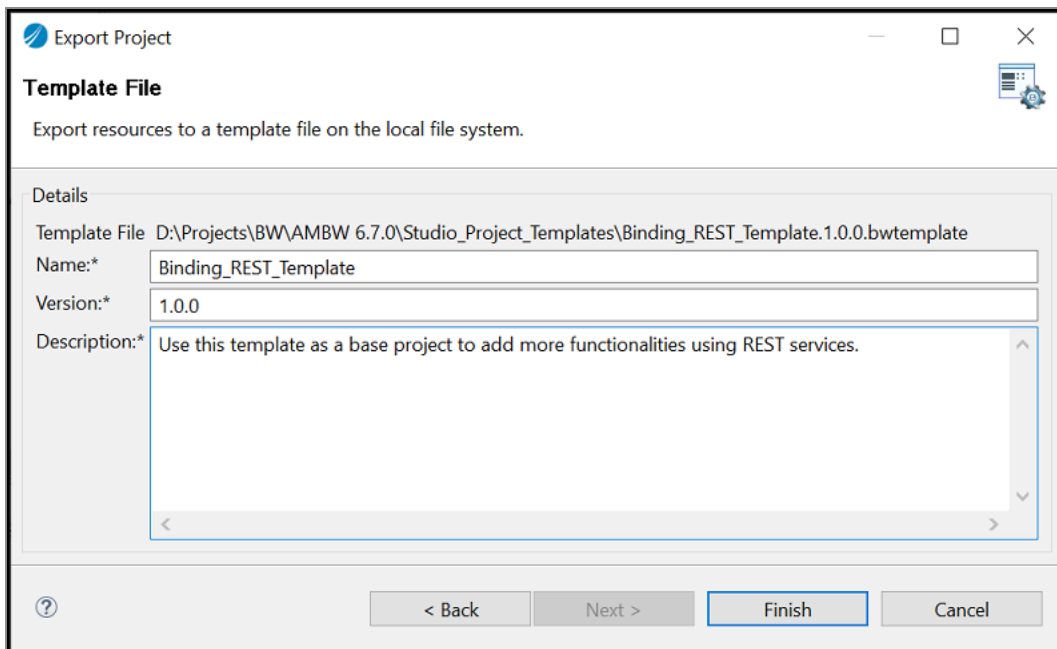 Export Project
Template File
Export resources to a template file on the local file system.
Details
Template File D:\Projects\BW\AMBW 6.7.0\Studio_Project_Templates\Binding_REST_Template.1.0.0.bwtemplate
Name:* Binding_REST_Template
Version:* 1.0.0
Description:* Use this template as a base project to add more functionalities using REST services.
? < Back Next > Finish Cancel